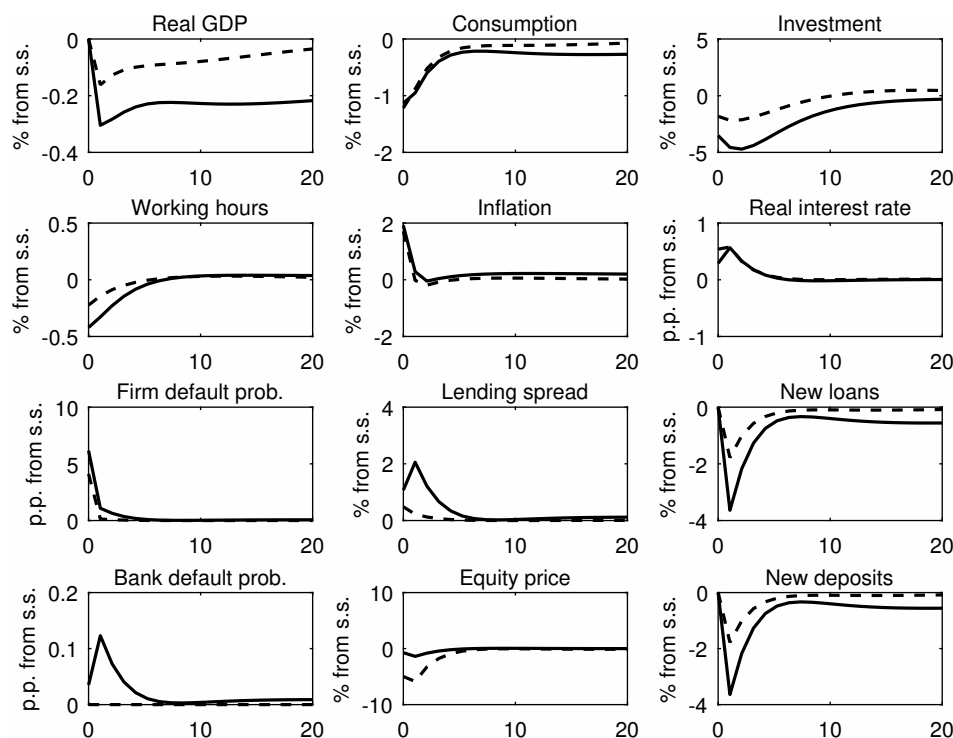 Real GDP
% from s.s.
0
-0.2
-0.4
0 10 20
Consumption
% from s.s.
0
-1
-2
0 10 20
Investment
% from s.s.
5
0
-5
0 10 20
Working hours
% from s.s.
0.5
0
-0.5
0 10 20
Inflation
% from s.s.
2
0
-2
0 10 20
Real interest rate
p.p. from s.s.
1
0
-1
0 10 20
Firm default prob.
p.p. from s.s.
10
5
0
0 10 20
Lending spread
% from s.s.
4
2
0
0 10 20
New loans
% from s.s.
0
-2
-4
0 10 20
Bank default prob.
p.p. from s.s.
0.2
0.1
0
0 10 20
Equity price
% from s.s.
10
0
-10
0 10 20
New deposits
% from s.s.
0
-2
-4
0 10 20